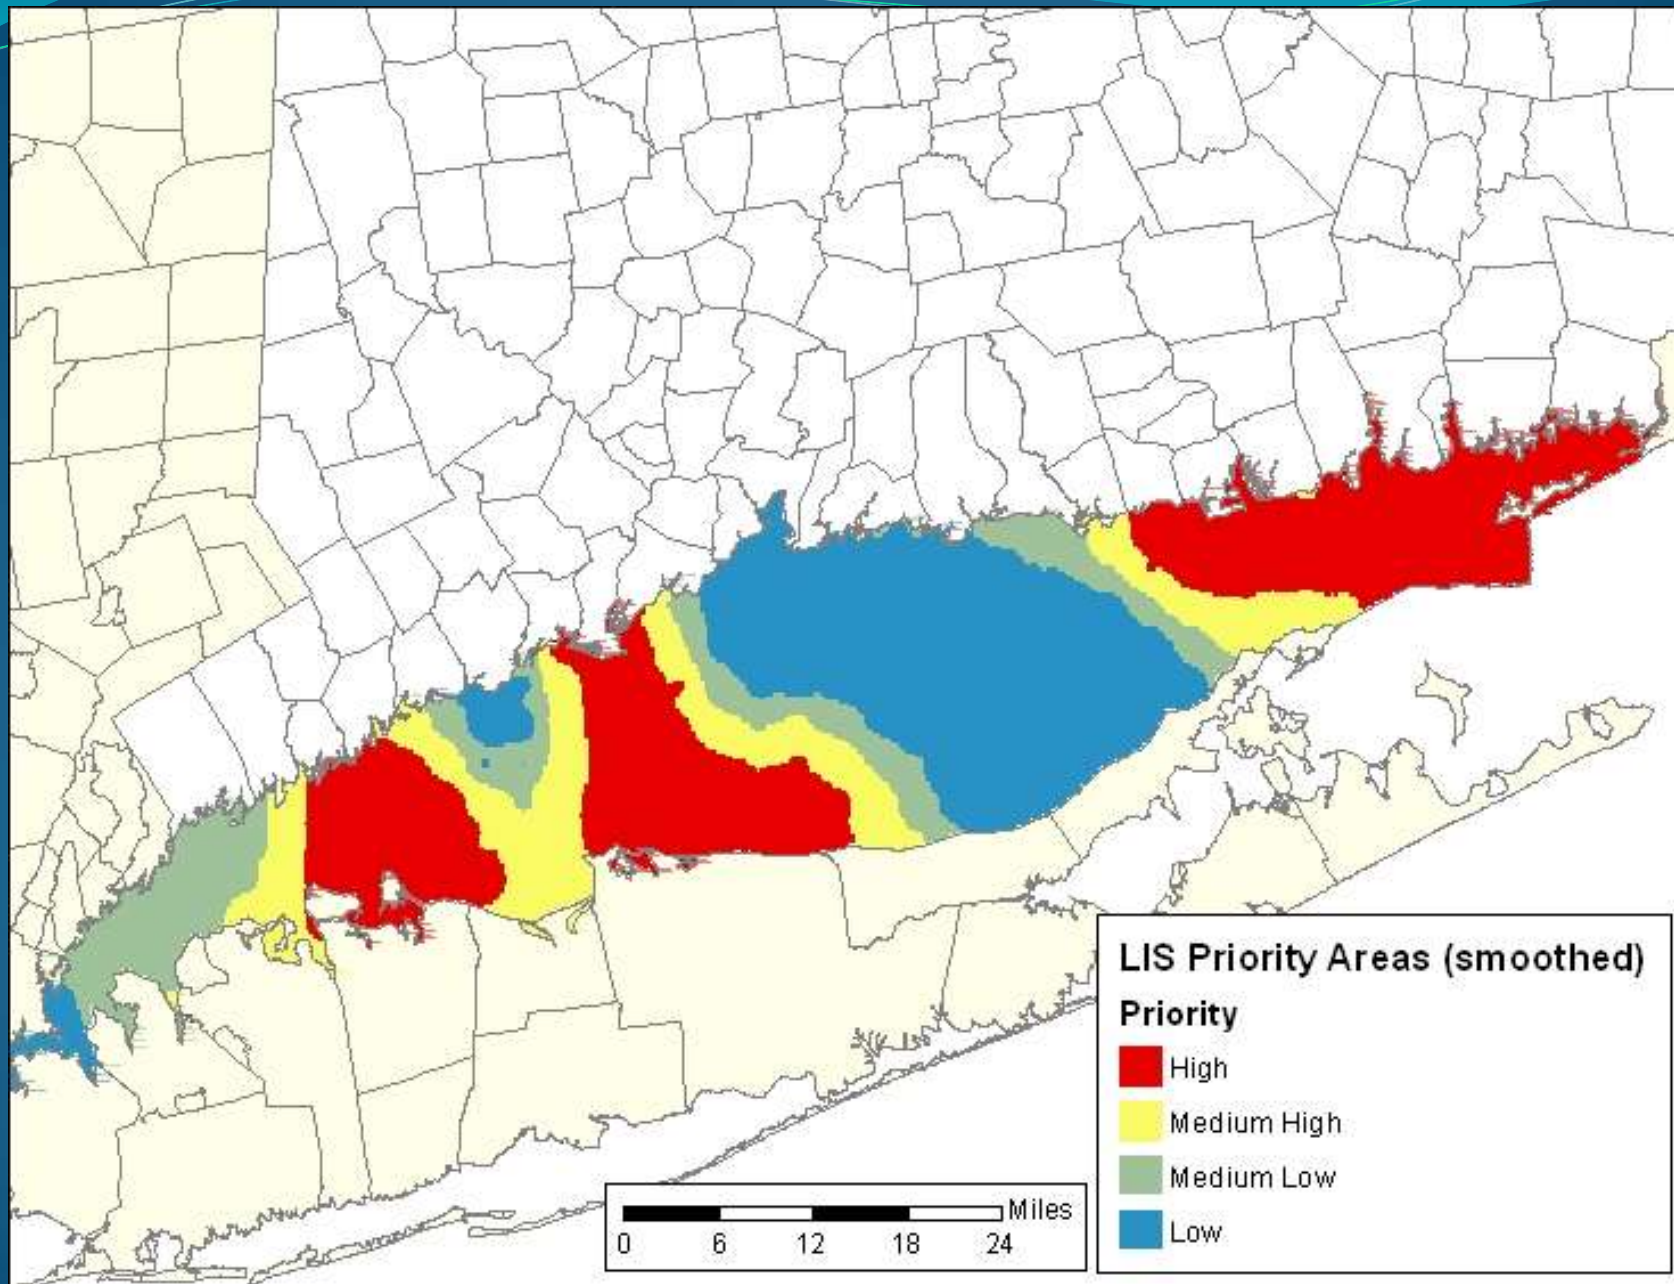 LIS Priority Areas (smoothed)
Priority
High
Medium High
Medium Low
Low
Miles
0 6 12 18 24